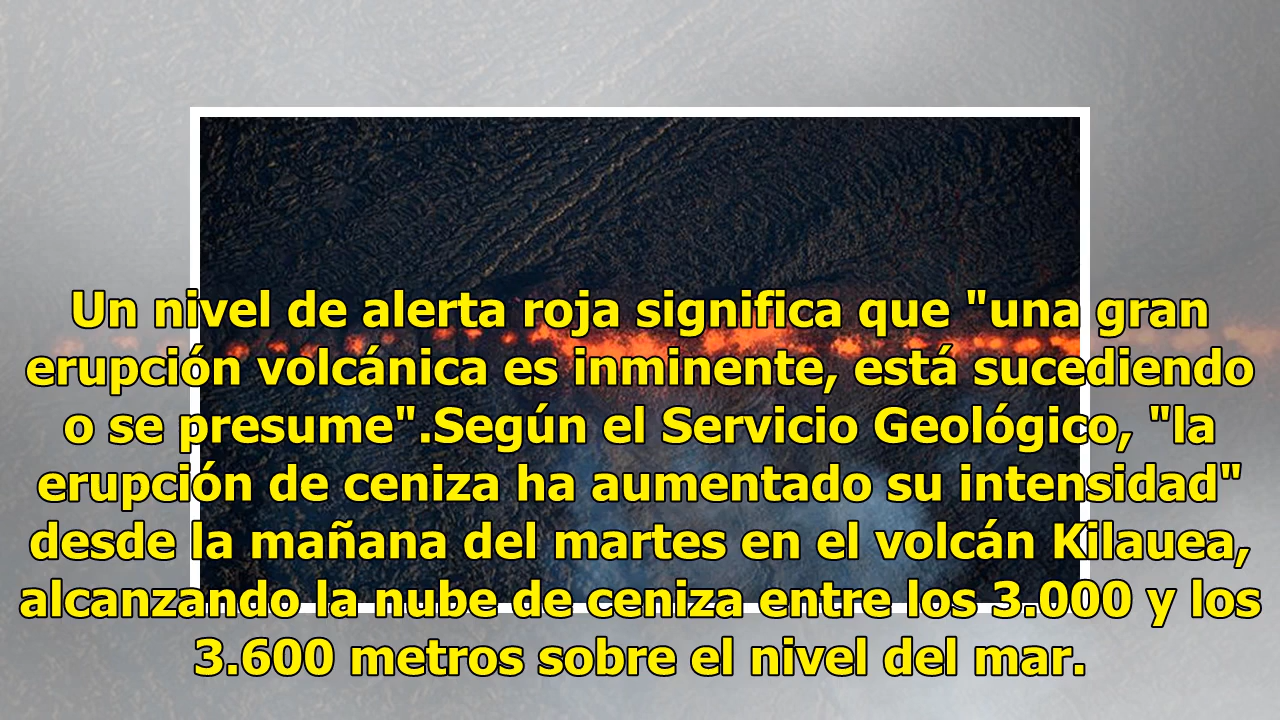 Un nivel de alerta roja significa que "una gran
erupción volcánica es inminente, está sucediendo
o se presume".Según el Servicio Geológico, "la
erupción de ceniza ha aumentado su intensidad"
desde la mañana del martes en el volcán Kilauea,
alcanzando la nube de ceniza entre los 3.000 y los
3.600 metros sobre el nivel del mar.